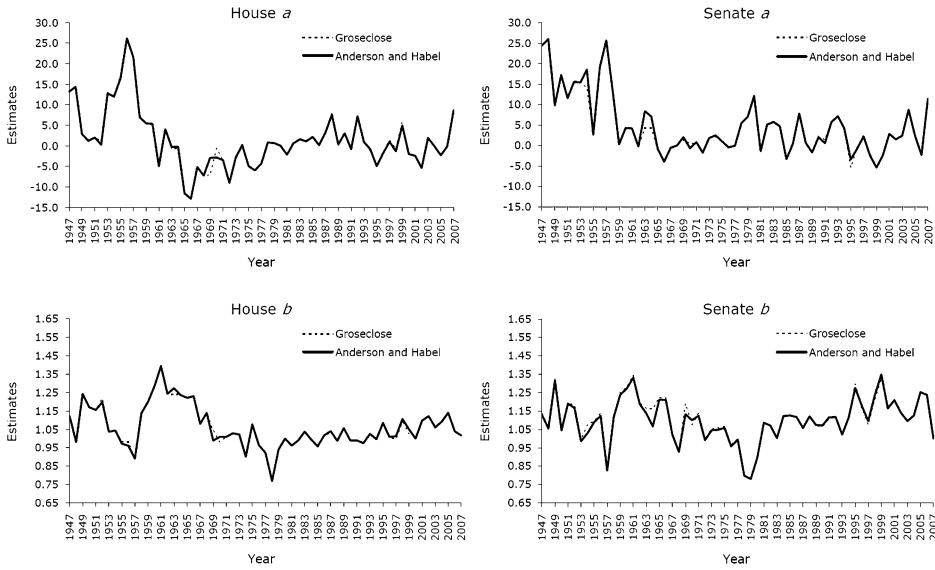 House a
30.0
25.0
20.0
15.0
10.0
5.0
0.0
-5.0
-10.0
-15.0
Estimates
Groseclose
Anderson and Habel
1947 1949 1951 1953 1955 1957 1959 1961 1963 1965 1967 1969 1971 1973 1975 1977 1979 1981 1983 1985 1987 1989 1991 1993 1995 1997 1999 2001 2003 2005 2007
Year
Senate a
30.0
25.0
20.0
15.0
10.0
5.0
0.0
-5.0
-10.0
-15.0
Estimates
Groseclose
Anderson and Habel
1947 1949 1951 1953 1955 1957 1959 1961 1963 1965 1967 1969 1971 1973 1975 1977 1979 1981 1983 1985 1987 1989 1991 1993 1995 1997 1999 2001 2003 2005 2007
Year
House b
1.65
1.55
1.45
1.35
1.25
1.15
1.05
0.95
0.85
0.75
0.65
Estimates
Groseclose
Anderson and Habel
1947 1949 1951 1953 1955 1957 1959 1961 1963 1965 1967 1969 1971 1973 1975 1977 1979 1981 1983 1985 1987 1989 1991 1993 1995 1997 1999 2001 2003 2005 2007
Year
Senate b
1.65
1.55
1.45
1.35
1.25
1.15
1.05
0.95
0.85
0.75
0.65
Estimates
Groseclose
Anderson and Habel
1947 1949 1951 1953 1955 1957 1959 1961 1963 1965 1967 1969 1971 1973 1975 1977 1979 1981 1983 1985 1987 1989 1991 1993 1995 1997 1999 2001 2003 2005 2007
Year